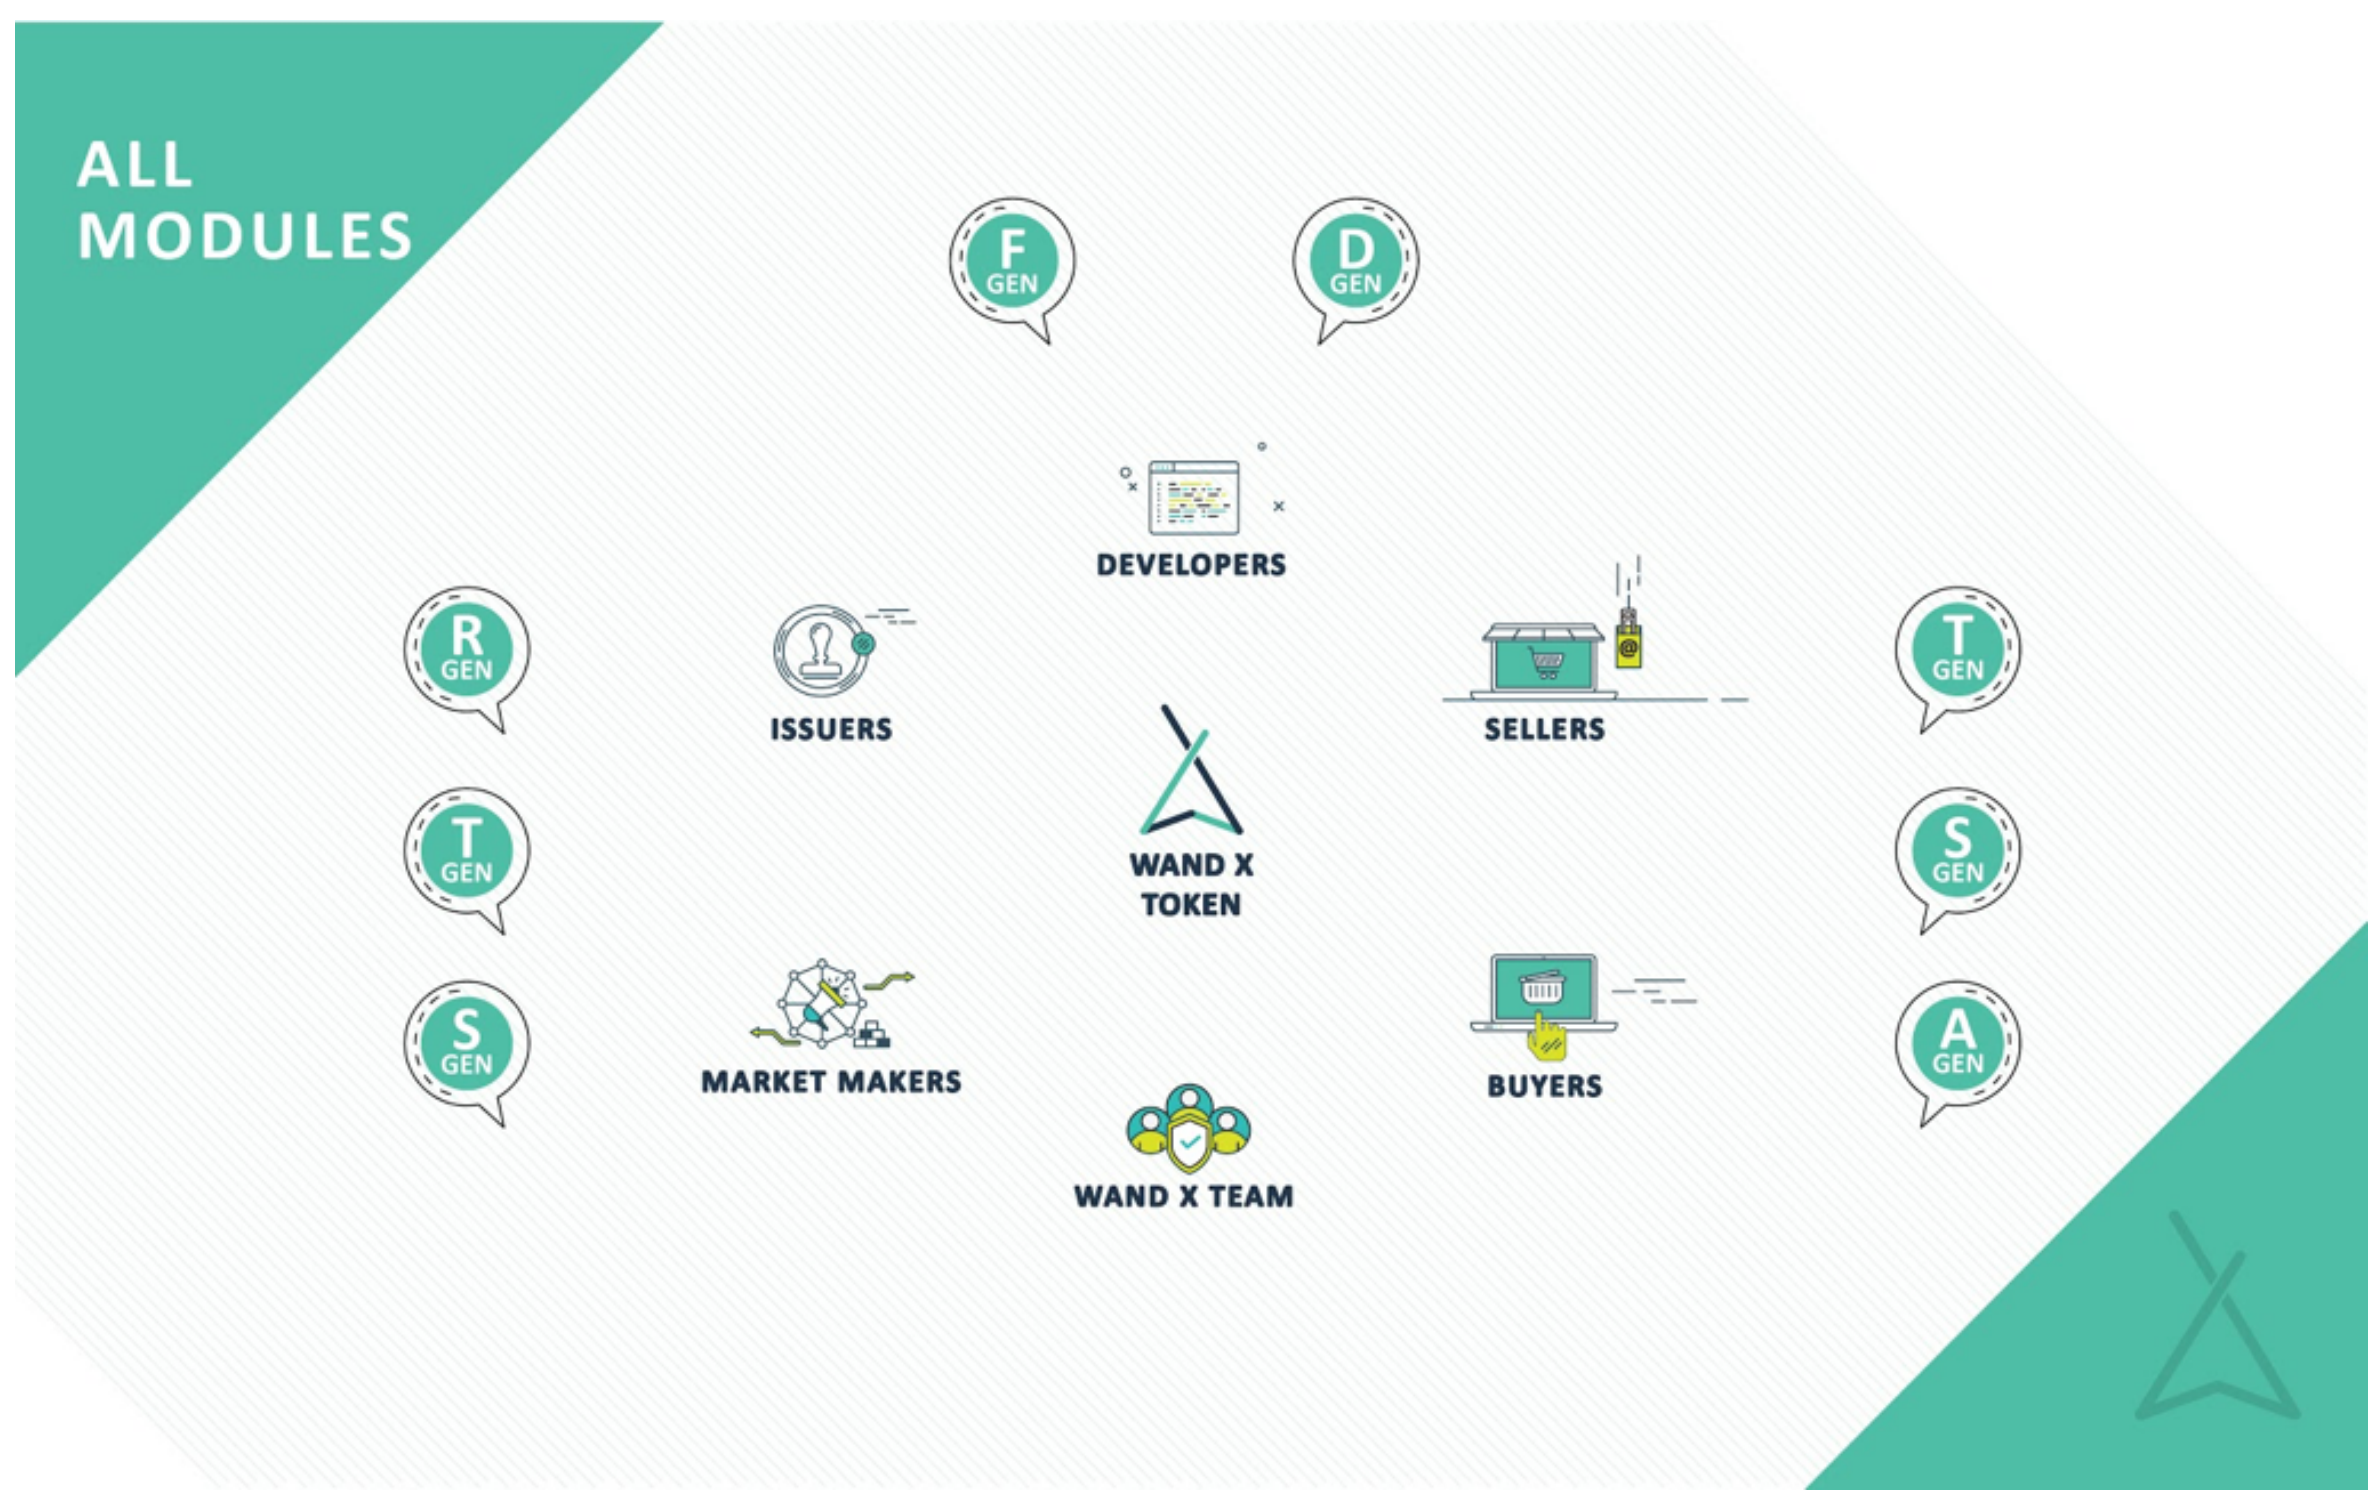 ALL
MODULES
F
GEN
D
GEN
DEVELOPERS
R
GEN
ISSUERS
@
SELLERS
T
GEN
T
GEN
WAND X
TOKEN
S
GEN
S
GEN
MARKET MAKERS
BUYERS
A
GEN
WAND X TEAM